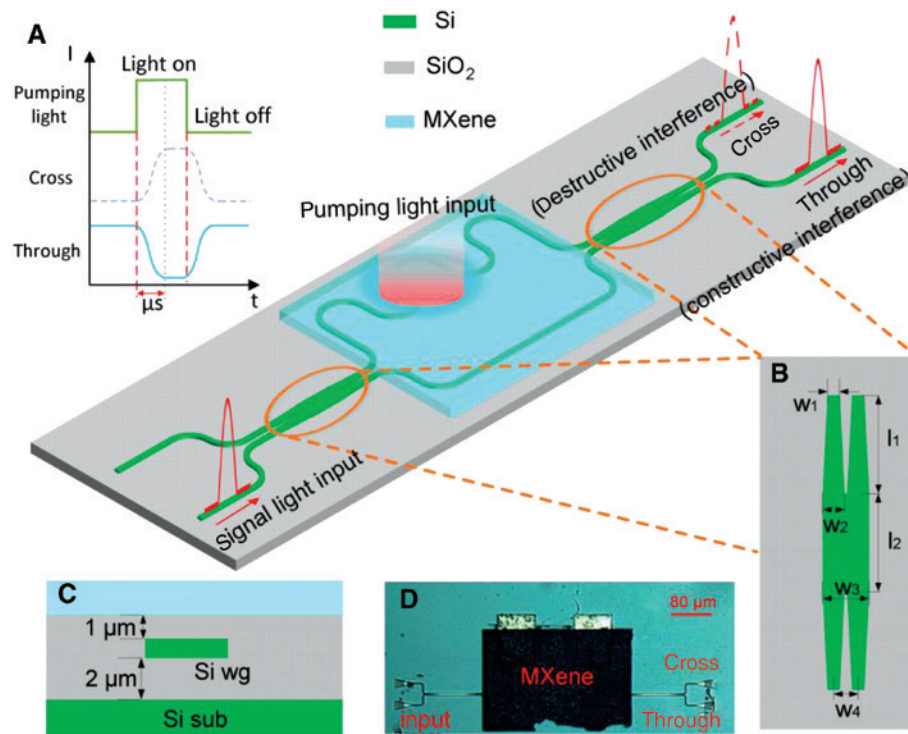 A
I
Pumping light
Light on
Light off
Cross
Through
µs
t
Si
SiO2
MXene
Pumping light input
(Destructive interference)
Cross
Through
(constructive interference)
Signal light input
B
w1
l1
w2
l2
w3
w4
C
1 µm
Si wg
2 µm
Si sub
D
80 µm
MXene
Cross
input
Through